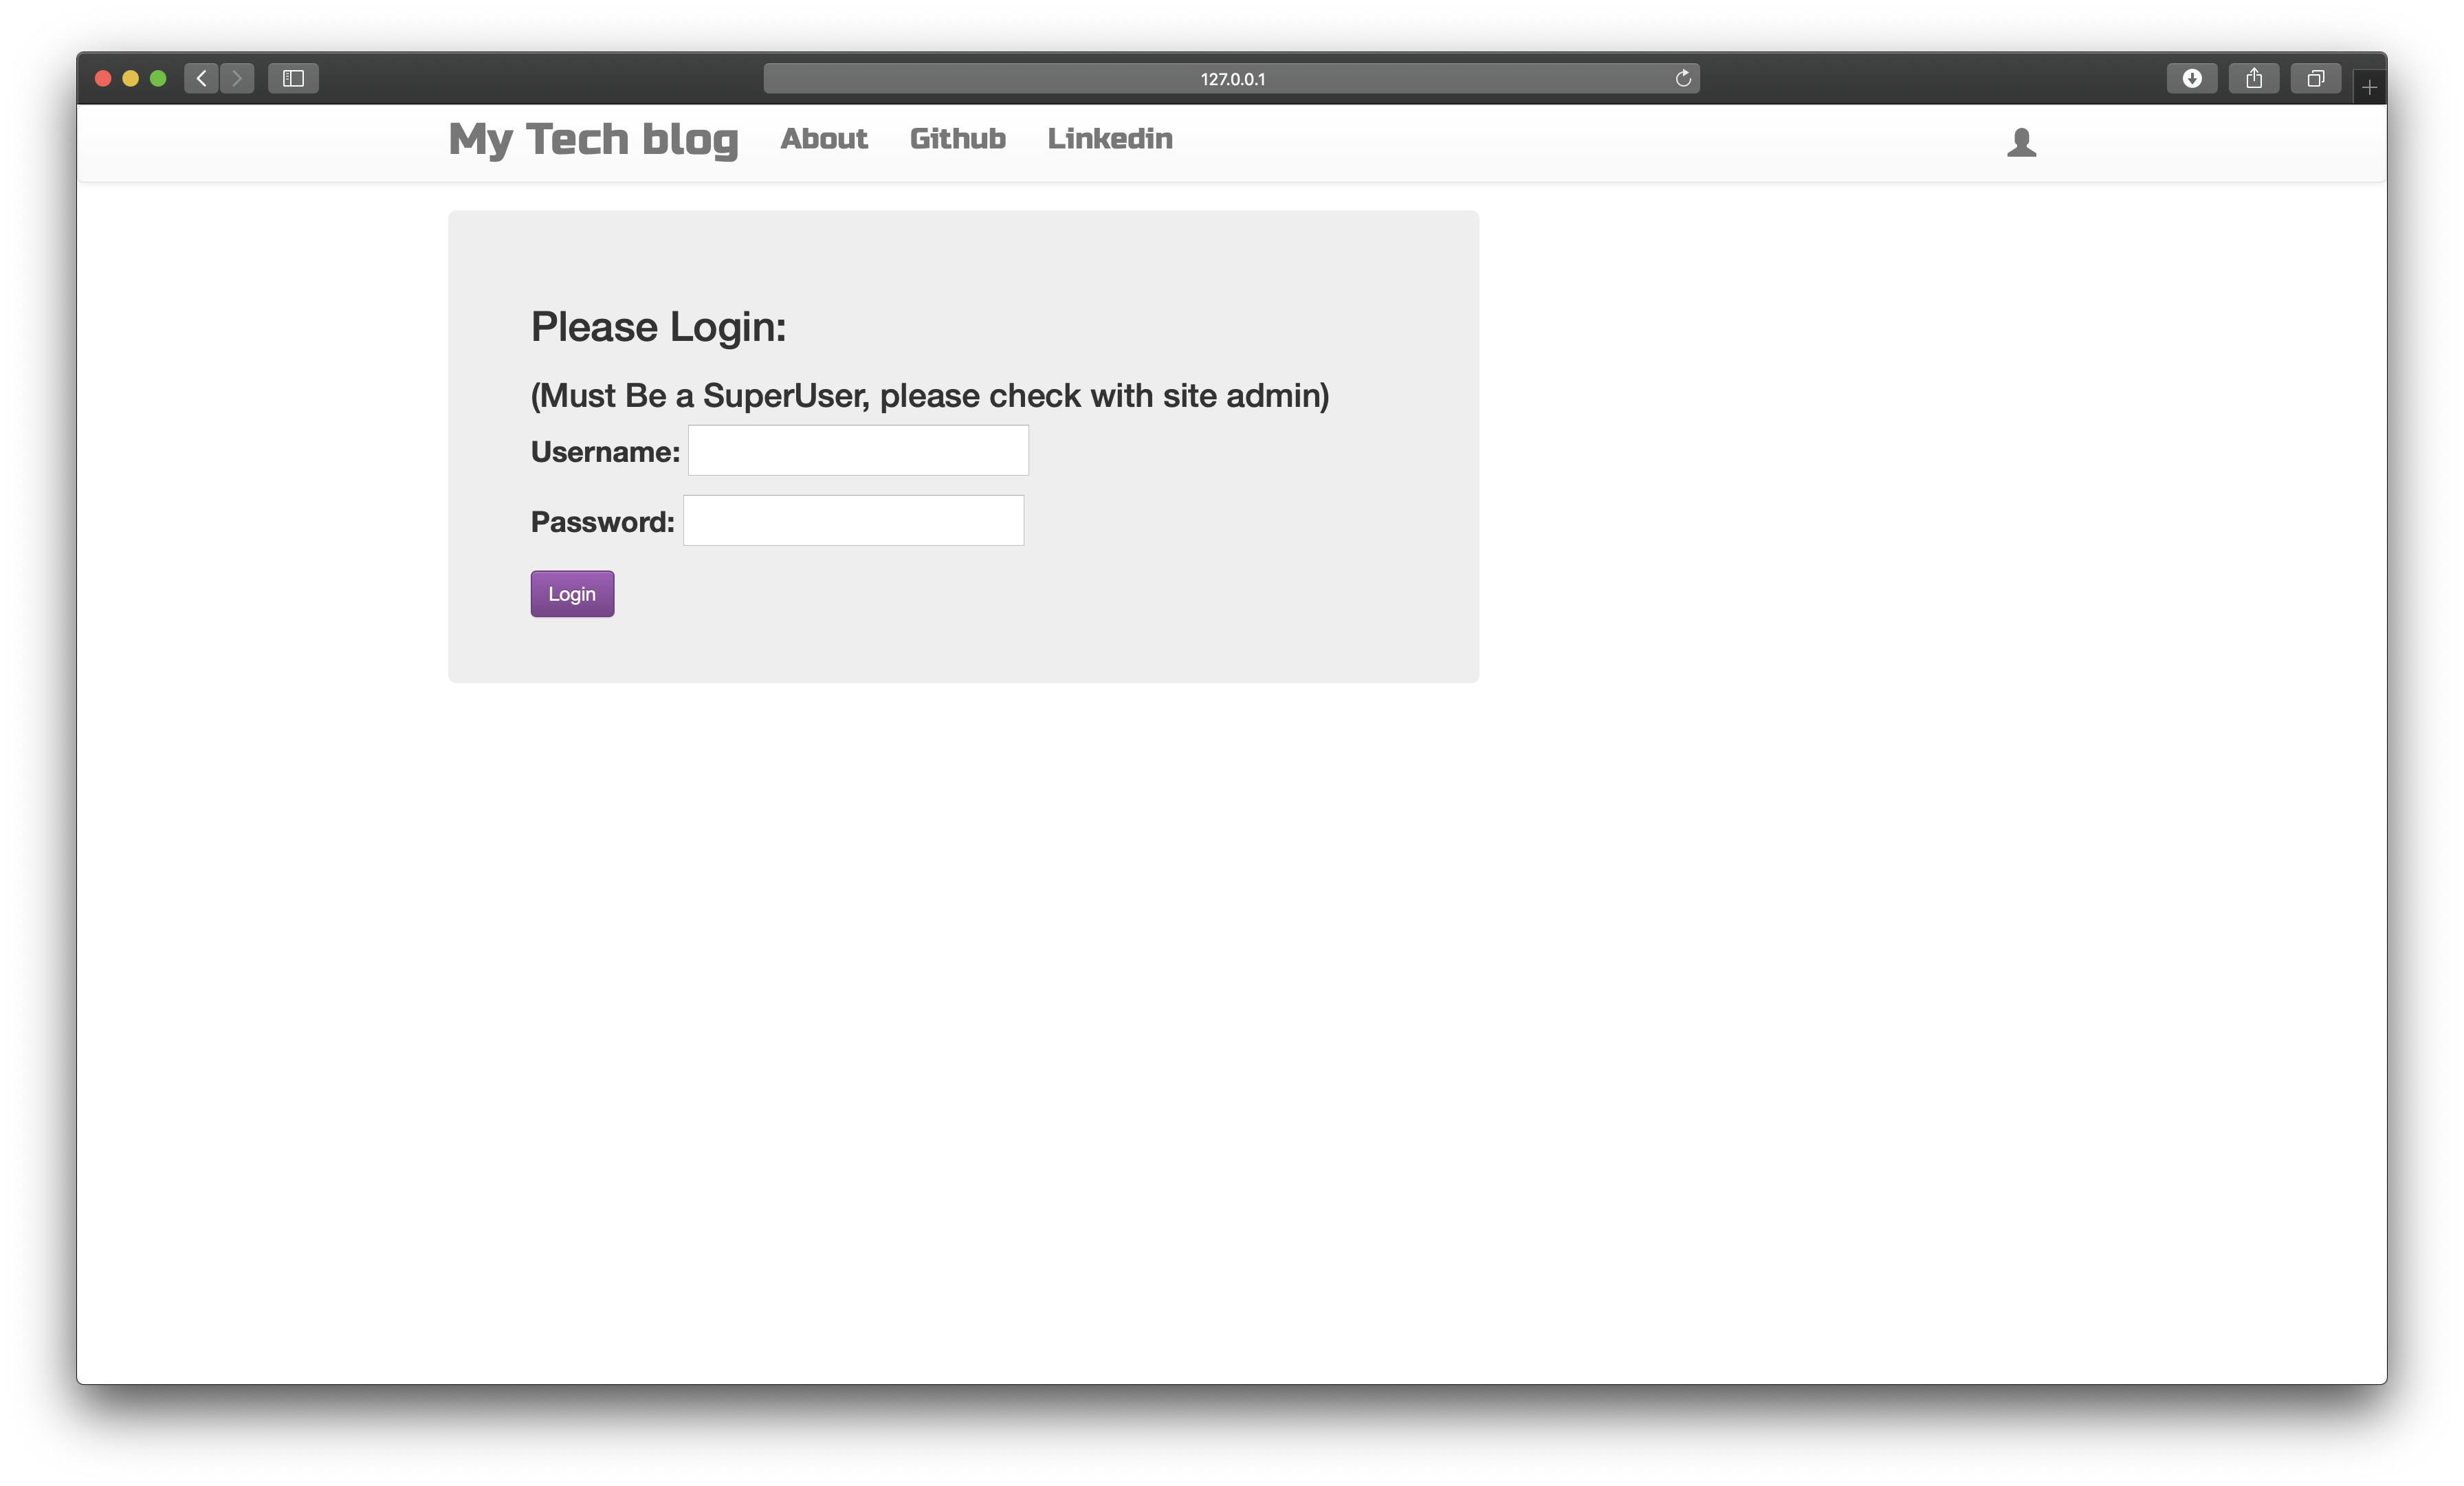 127.0.0.1
My Tech blog About Github Linkedin
Please Login:
(Must Be a SuperUser, please check with site admin)
Username:
Password:
Login